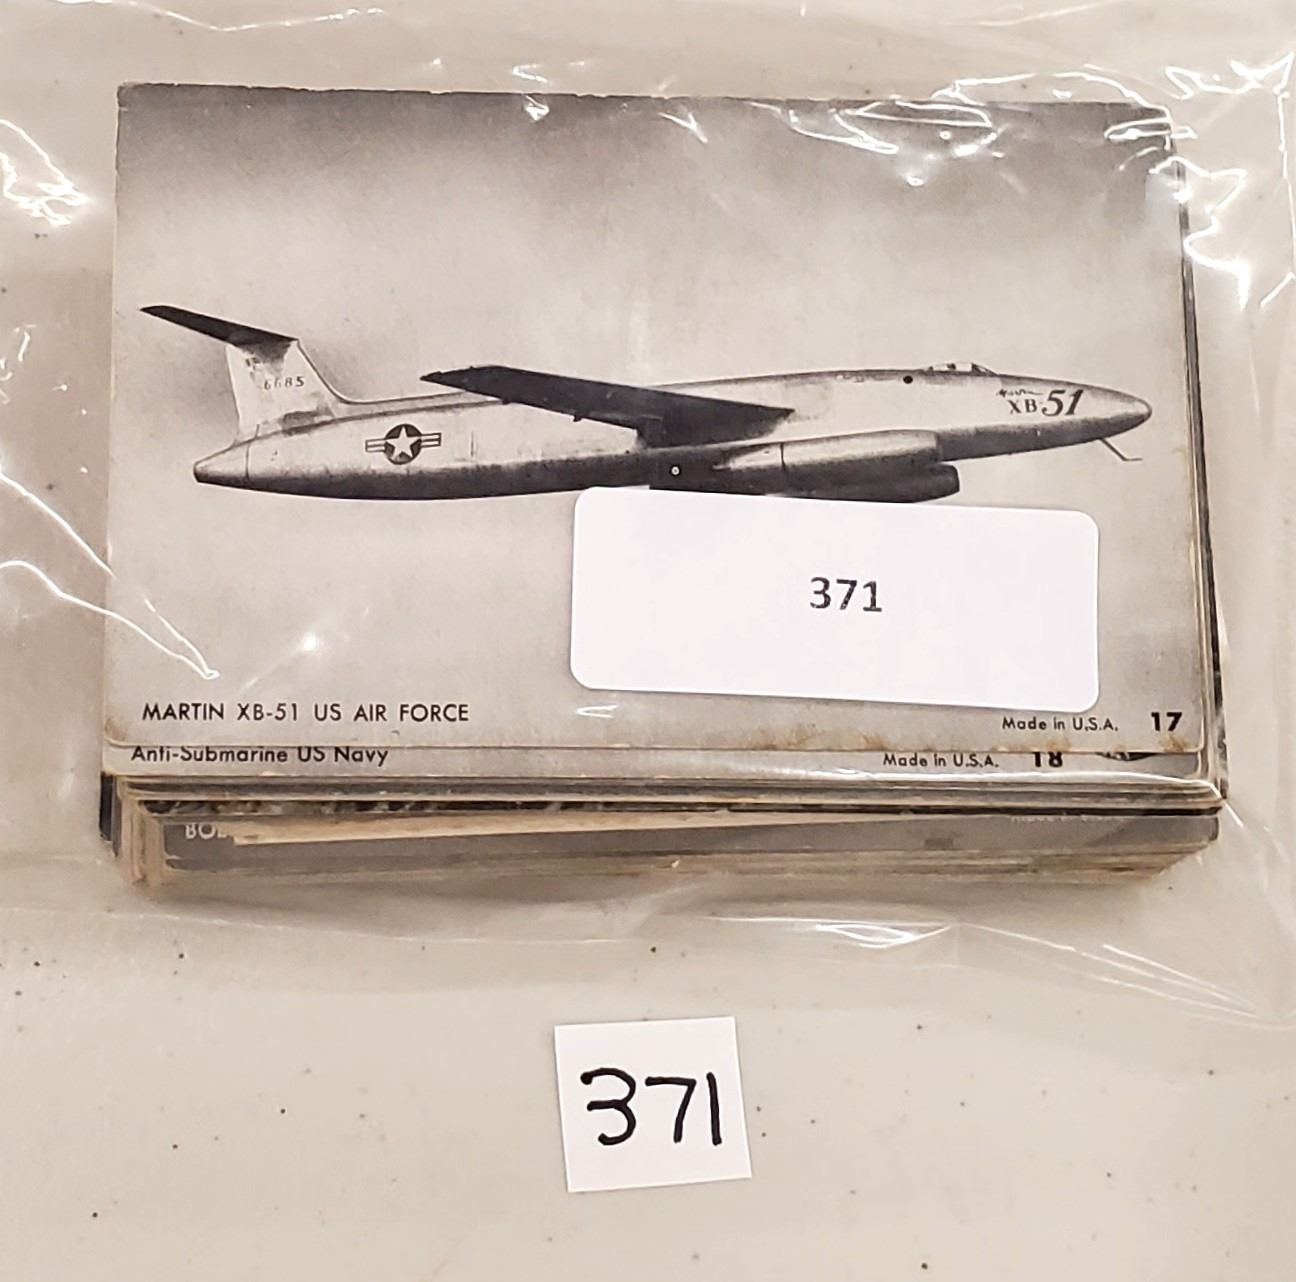 6685
XB-51
371
MARTIN XB-51 US AIR FORCE
Made in U.S.A. 17
Anti-Submarine US Navy
Made in U.S.A. 18
371